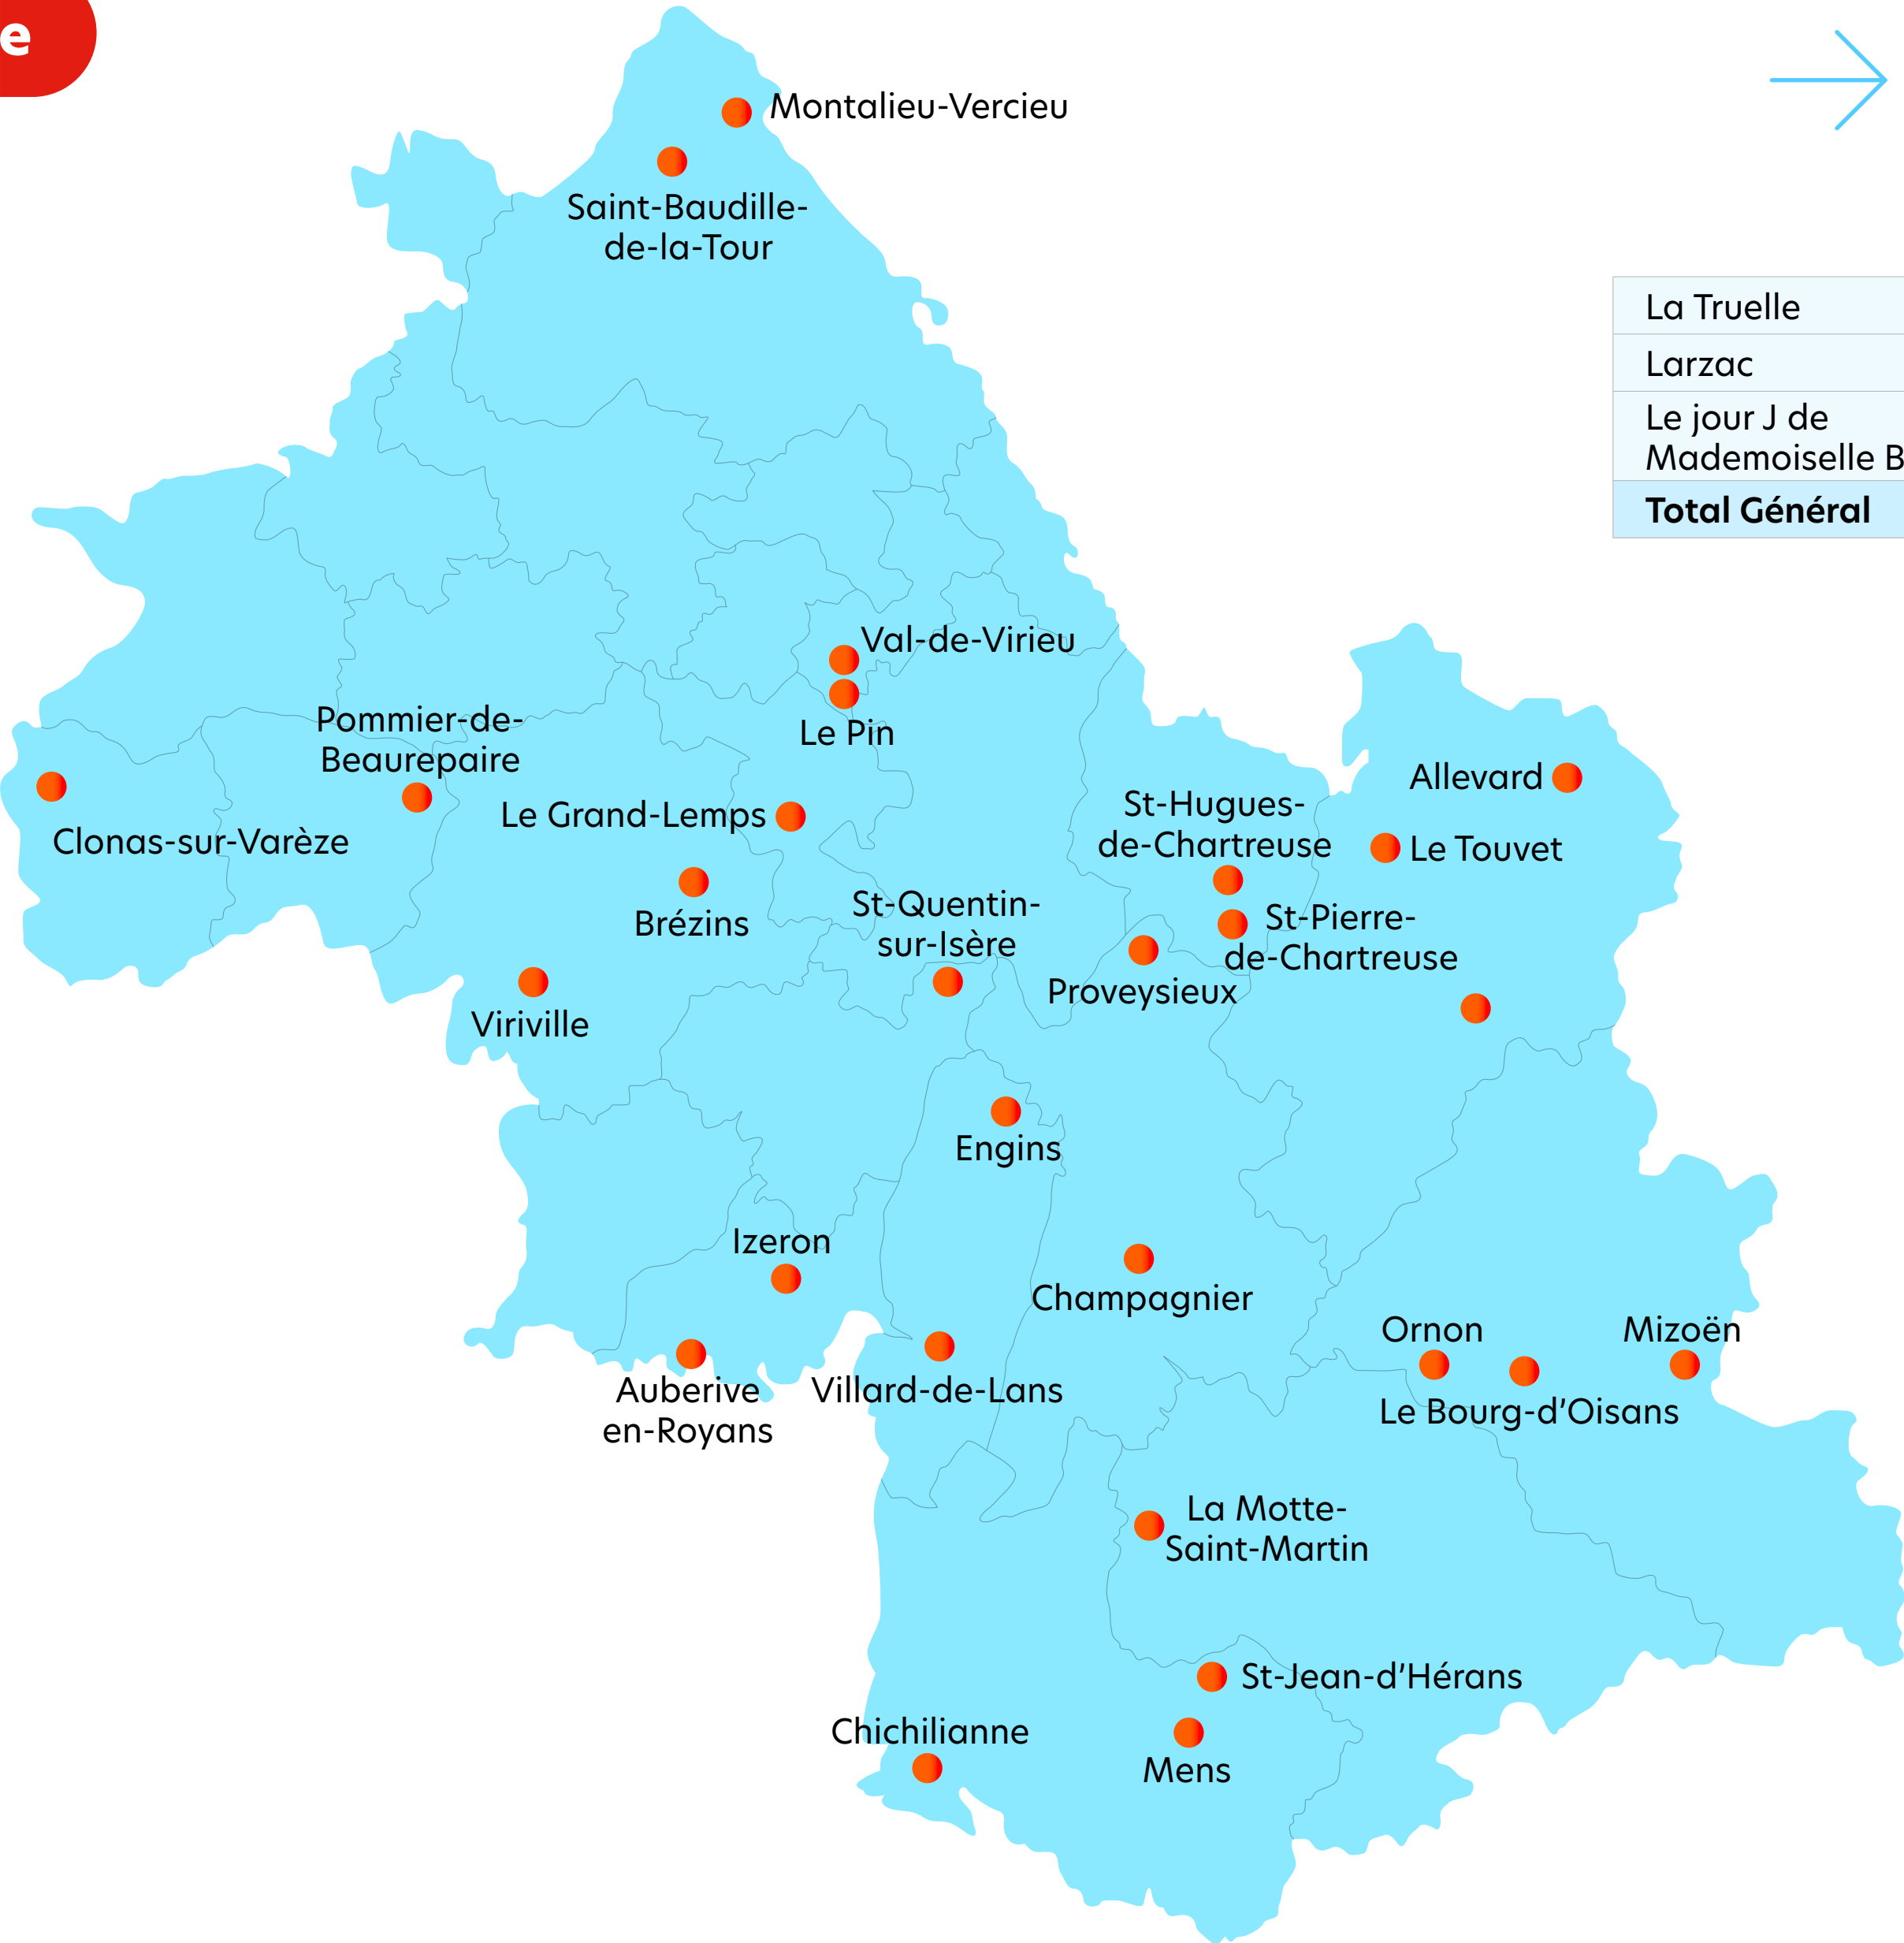 e
Montalieu-Vercieu
Saint-Baudille-
de-la-Tour
La Truelle
Larzac
Le jour J de
Mademoiselle B
Total Général
Val-de-Virieu
Le Pin
Pommier-de-
Beaurepaire
Clonas-sur-Varèze
Le Grand-Lemps
Allevard
St-Hugues-
de-Chartreuse
Le Touvet
Brézins
St-Quentin-
sur-Isère
St-Pierre-
de-Chartreuse
Proveysieux
Viriville
Engins
Izeron
Champagnier
Ornon
Mizoën
Auberive
en-Royans
Villard-de-Lans
Le Bourg-d'Oisans
La Motte-
Saint-Martin
St-Jean-d'Hérans
Chichilianne
Mens